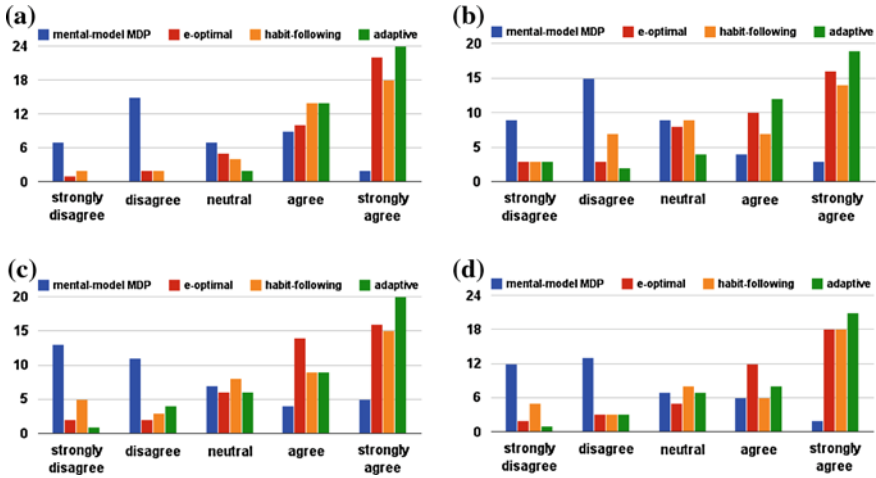 (a)
mental-model MDP e-optimal habit-following adaptive
24
18
12
6
0
strongly disagree neutral agree strongly
disagree agree
(b)
mental-model MDP e-optimal habit-following adaptive
20
15
10
5
0
strongly disagree neutral agree strongly
disagree agree
(c)
mental-model MDP e-optimal habit-following adaptive
20
15
10
5
0
strongly disagree neutral agree strongly
disagree agree
(d)
mental-model MDP e-optimal habit-following adaptive
24
18
12
6
0
strongly disagree neutral agree strongly
disagree agree